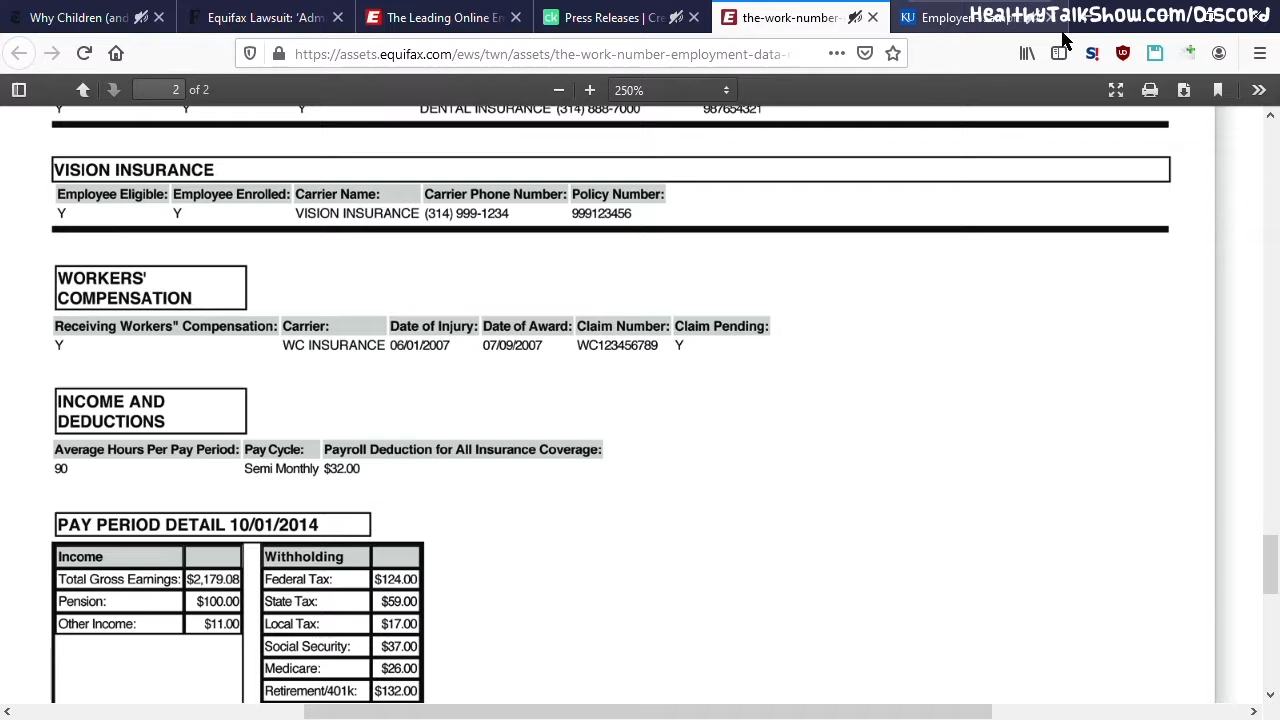 Why Children (and
Equifax Lawsuit: 'Adm
The Leading Online En
Press Releases | Cre
the-work-number-
Employer
HealthyTalkShow.com/Discord
https://assets.equifax.com/ews/twn/assets/the-work-number-employment-data-
2 of 2
250%
Y Y Y DENTAL INSURANCE (314) 888-7000 987654321
VISION INSURANCE
Employee Eligible: Employee Enrolled: Carrier Name: Carrier Phone Number: Policy Number:
Y Y VISION INSURANCE (314) 999-1234 999123456
WORKERS'
COMPENSATION
Receiving Workers" Compensation: Carrier: Date of Injury: Date of Award: Claim Number: Claim Pending:
Y WC INSURANCE 06/01/2007 07/09/2007 WC123456789 Y
INCOME AND
DEDUCTIONS
Average Hours Per Pay Period: Pay Cycle: Payroll Deduction for All Insurance Coverage:
90 Semi Monthly $32.00
PAY PERIOD DETAIL 10/01/2014
Income Withholding
Total Gross Earnings: $2,179.08 Federal Tax: $124.00
Pension: $100.00 State Tax: $59.00
Other Income: $11.00 Local Tax: $17.00
Social Security: $37.00
Medicare: $26.00
Retirement/401k: $132.00